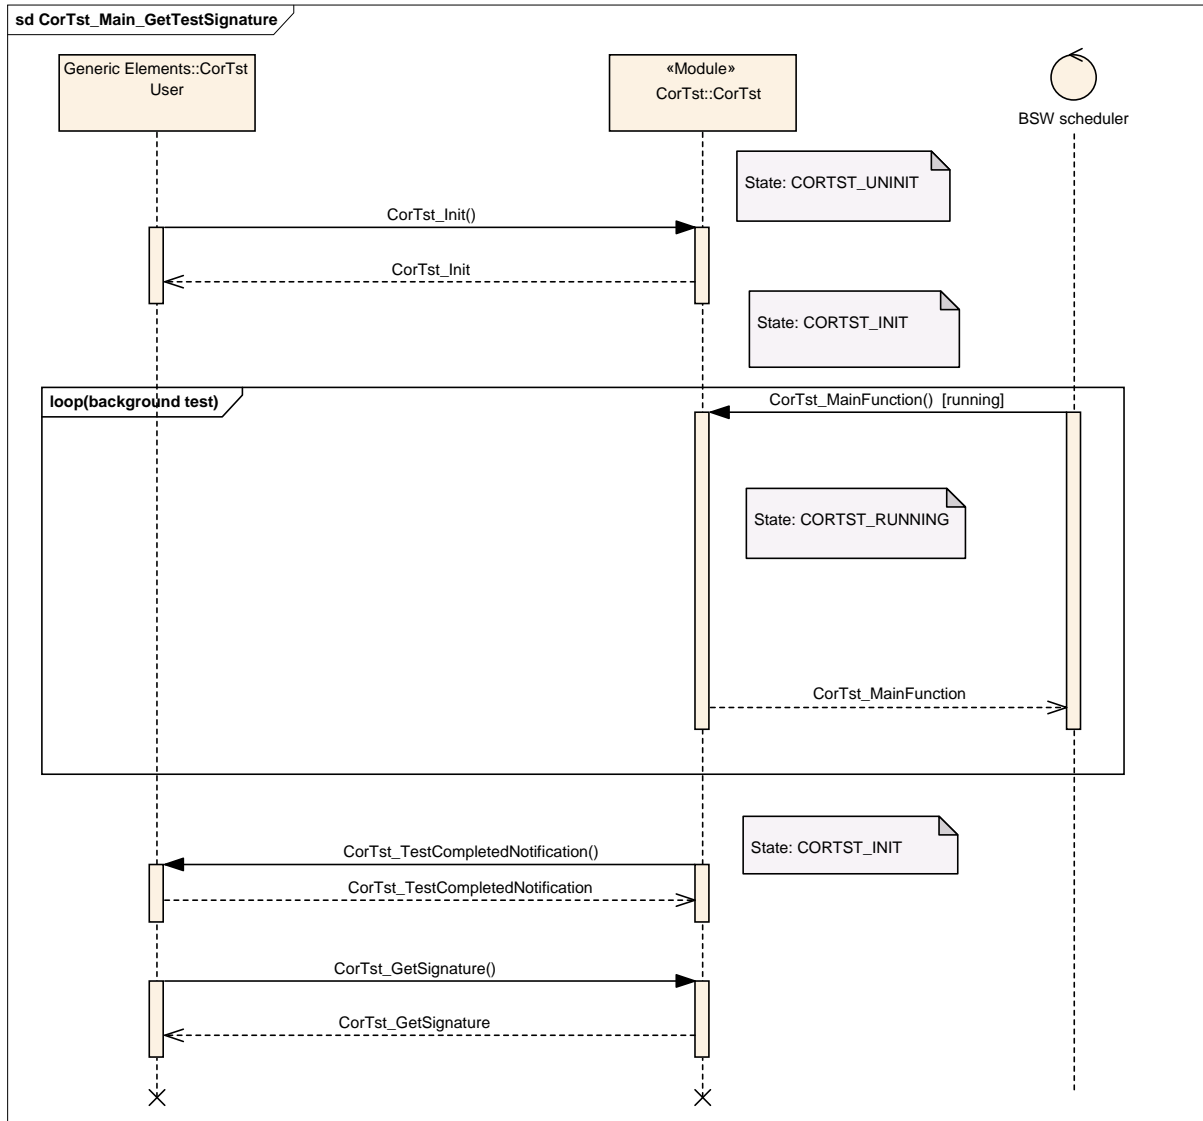 sd CorTst_Main_GetTestSignature
Generic Elements::CorTst
User
«Module»
CorTst::CorTst
BSW scheduler
State: CORTST_UNINIT
CorTst_Init()
CorTst_Init
State: CORTST_INIT
loop(background test)
CorTst_MainFunction() [running]
State: CORTST_RUNNING
CorTst_MainFunction
State: CORTST_INIT
CorTst_TestCompletedNotification()
CorTst_TestCompletedNotification
CorTst_GetSignature()
CorTst_GetSignature